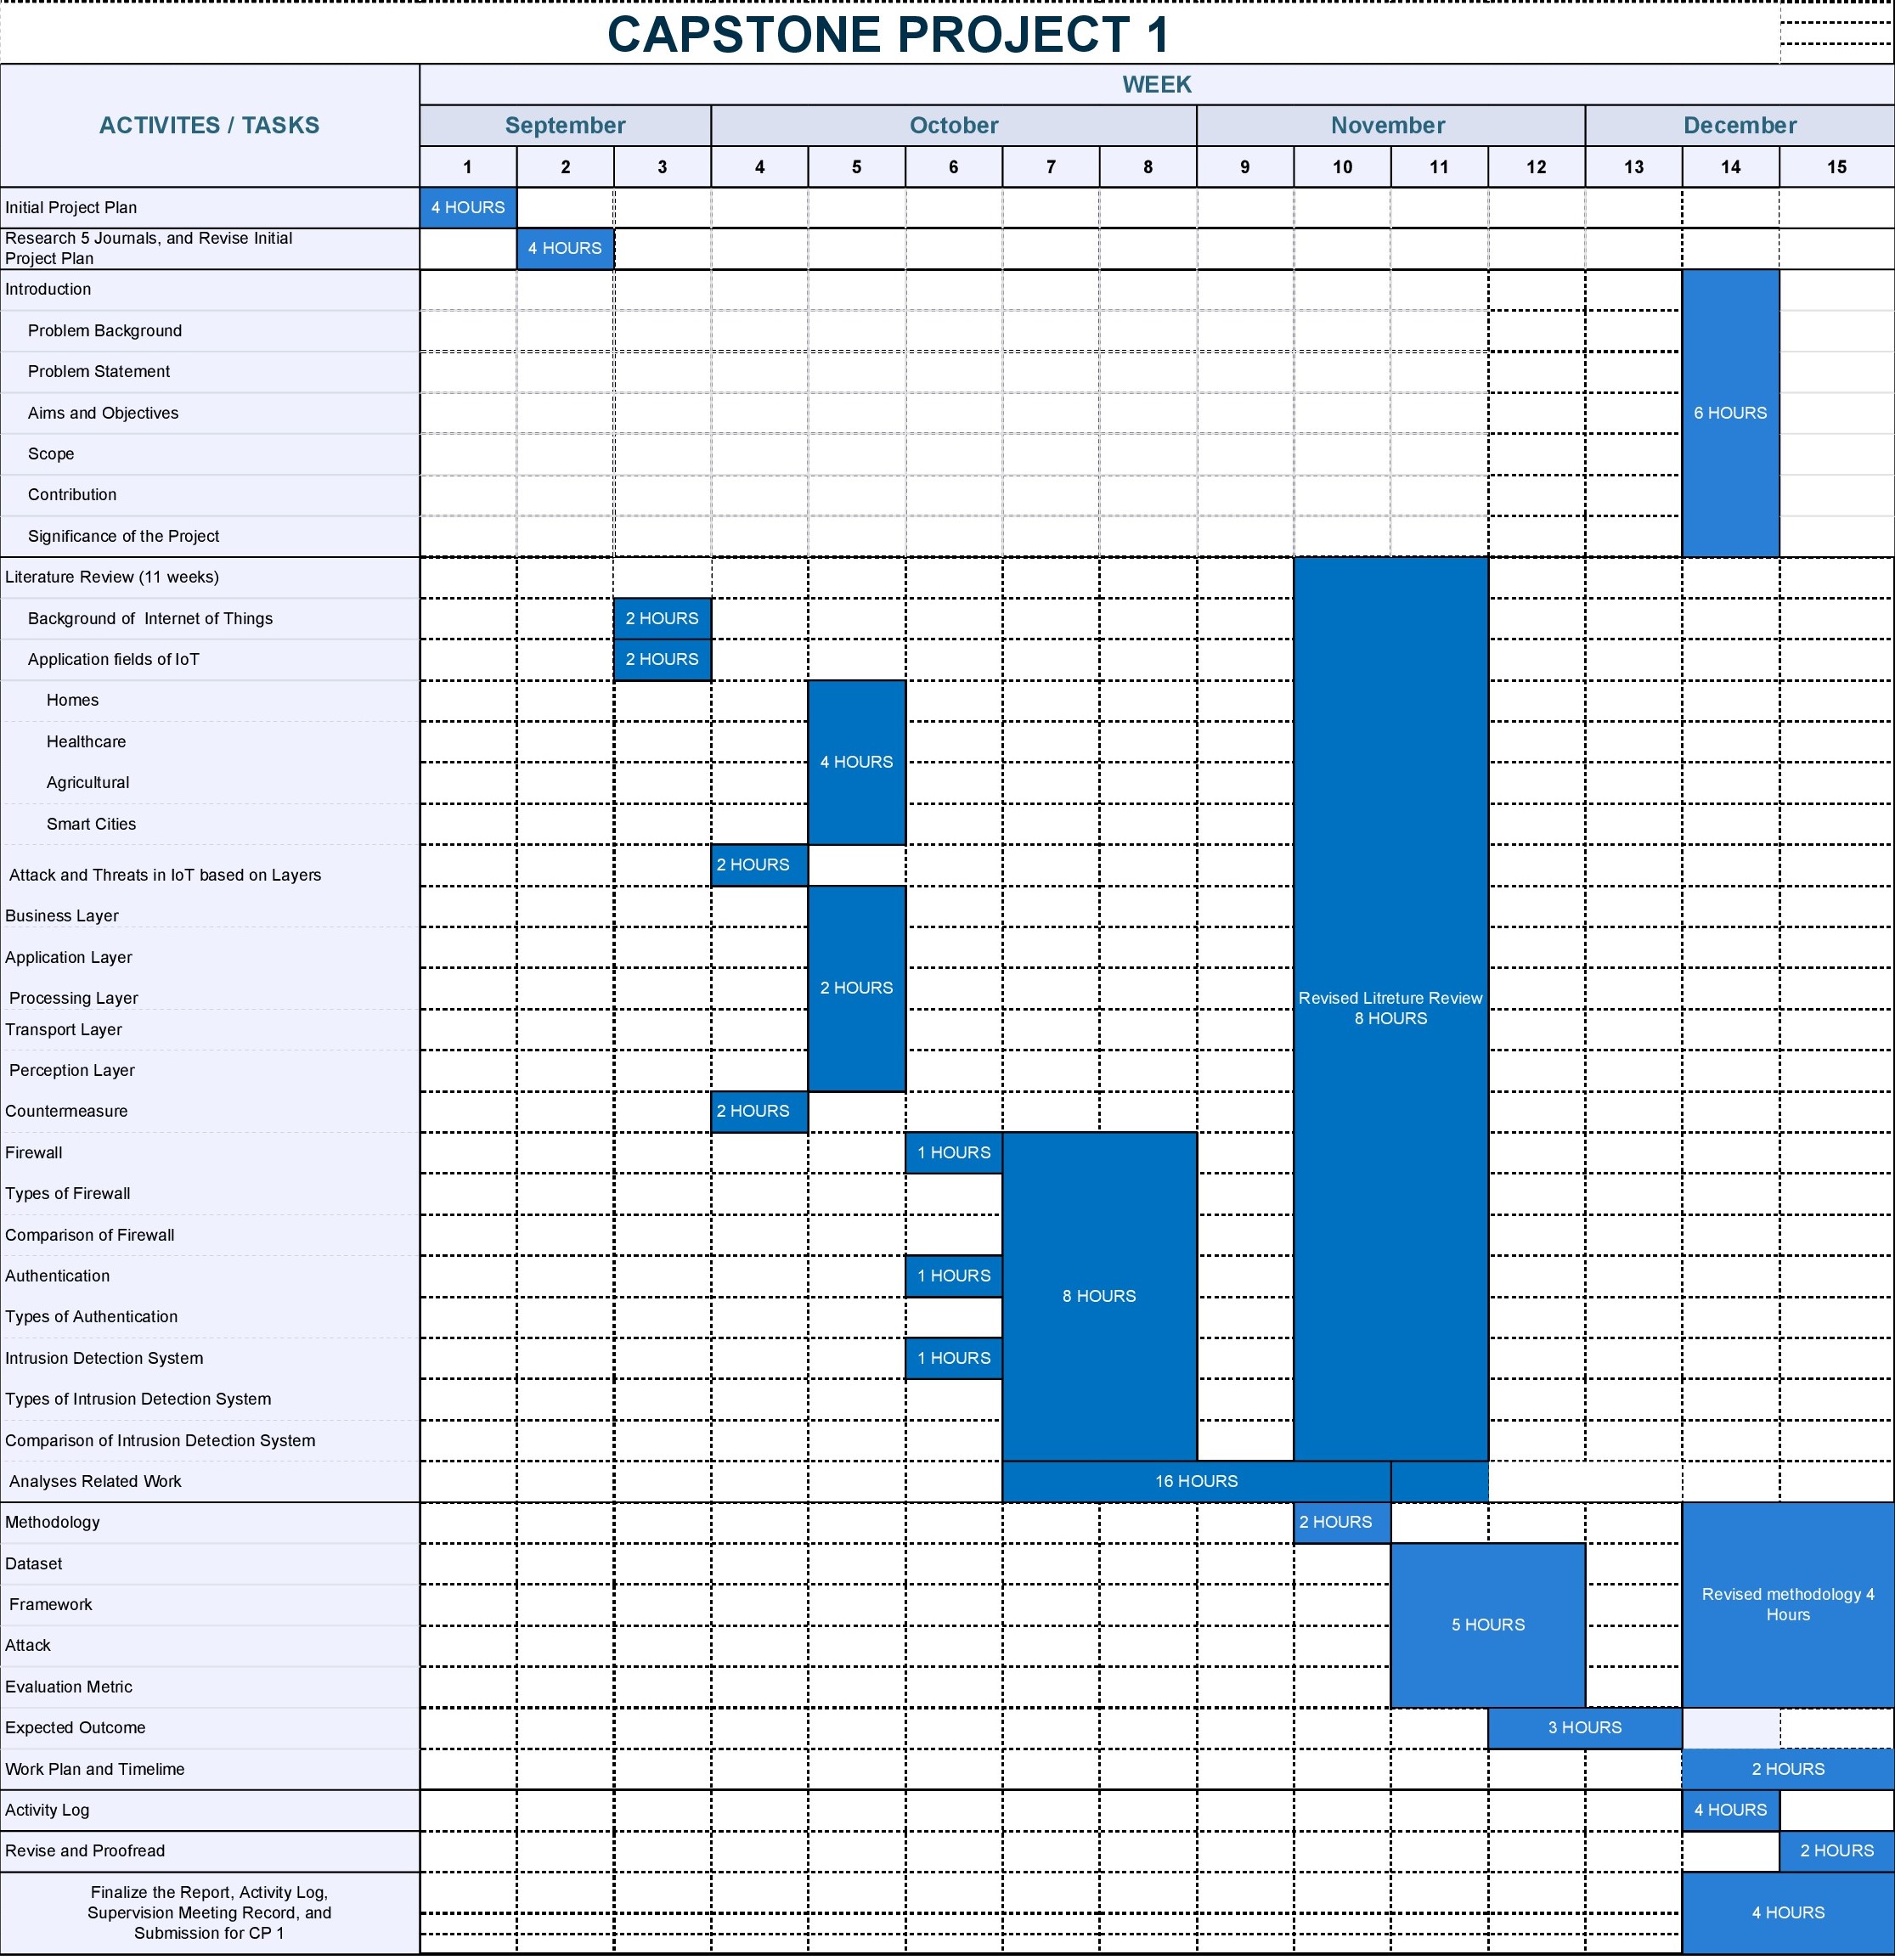 CAPSTONE PROJECT 1
ACTIVITES / TASKS
WEEK
September
October
November
December
1
2
3
4
5
6
7
8
9
10
11
12
13
14
15
Initial Project Plan
4 HOURS
Research 5 Journals, and Revise Initial
Project Plan
4 HOURS
Introduction
Problem Background
Problem Statement
Aims and Objectives
6 HOURS
Scope
Contribution
Significance of the Project
Literature Review (11 weeks)
Background of  Internet of Things
2 HOURS
Application fields of IoT
2 HOURS
Homes
Healthcare
4 HOURS
Agricultural
Smart Cities
2 HOURS
Attack and Threats in IoT based on Layers
Business Layer
Application Layer
2 HOURS
Processing Layer
Revised Litreture Review
8 HOURS
Transport Layer
Perception Layer
Countermeasure
2 HOURS
Firewall
1 HOURS
Types of Firewall
Comparison of Firewall
Authentication
1 HOURS
8 HOURS
Types of Authentication
Intrusion Detection System
1 HOURS
Types of Intrusion Detection System
Comparison of Intrusion Detection System
Analyses Related Work
16 HOURS
Methodology
2 HOURS
Dataset
Framework
Revised methodology 4
Hours
5 HOURS
Attack
Evaluation Metric
Expected Outcome
3 HOURS
Work Plan and Timelime
2 HOURS
Activity Log
4 HOURS
Revise and Proofread
2 HOURS
Finalize the Report, Activity Log,
Supervision Meeting Record, and
Submission for CP 1
4 HOURS